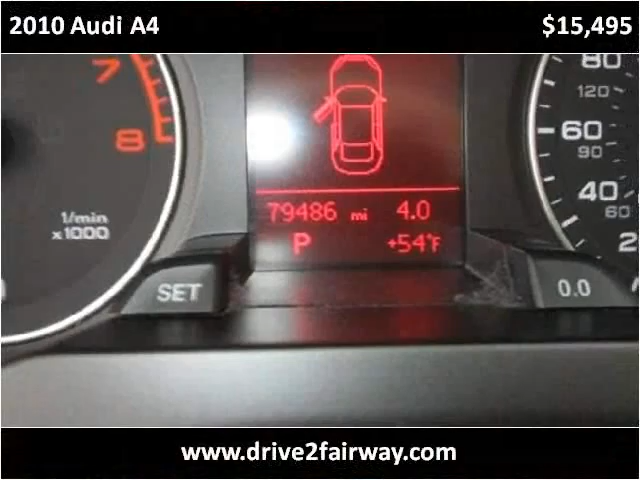 2010 Audi A4 $15,495
7
8
1/min
x1000
79486 mi 4.0
P +54°F
SET
0.0
80
120
60
90
40
60
www.drive2fairway.com